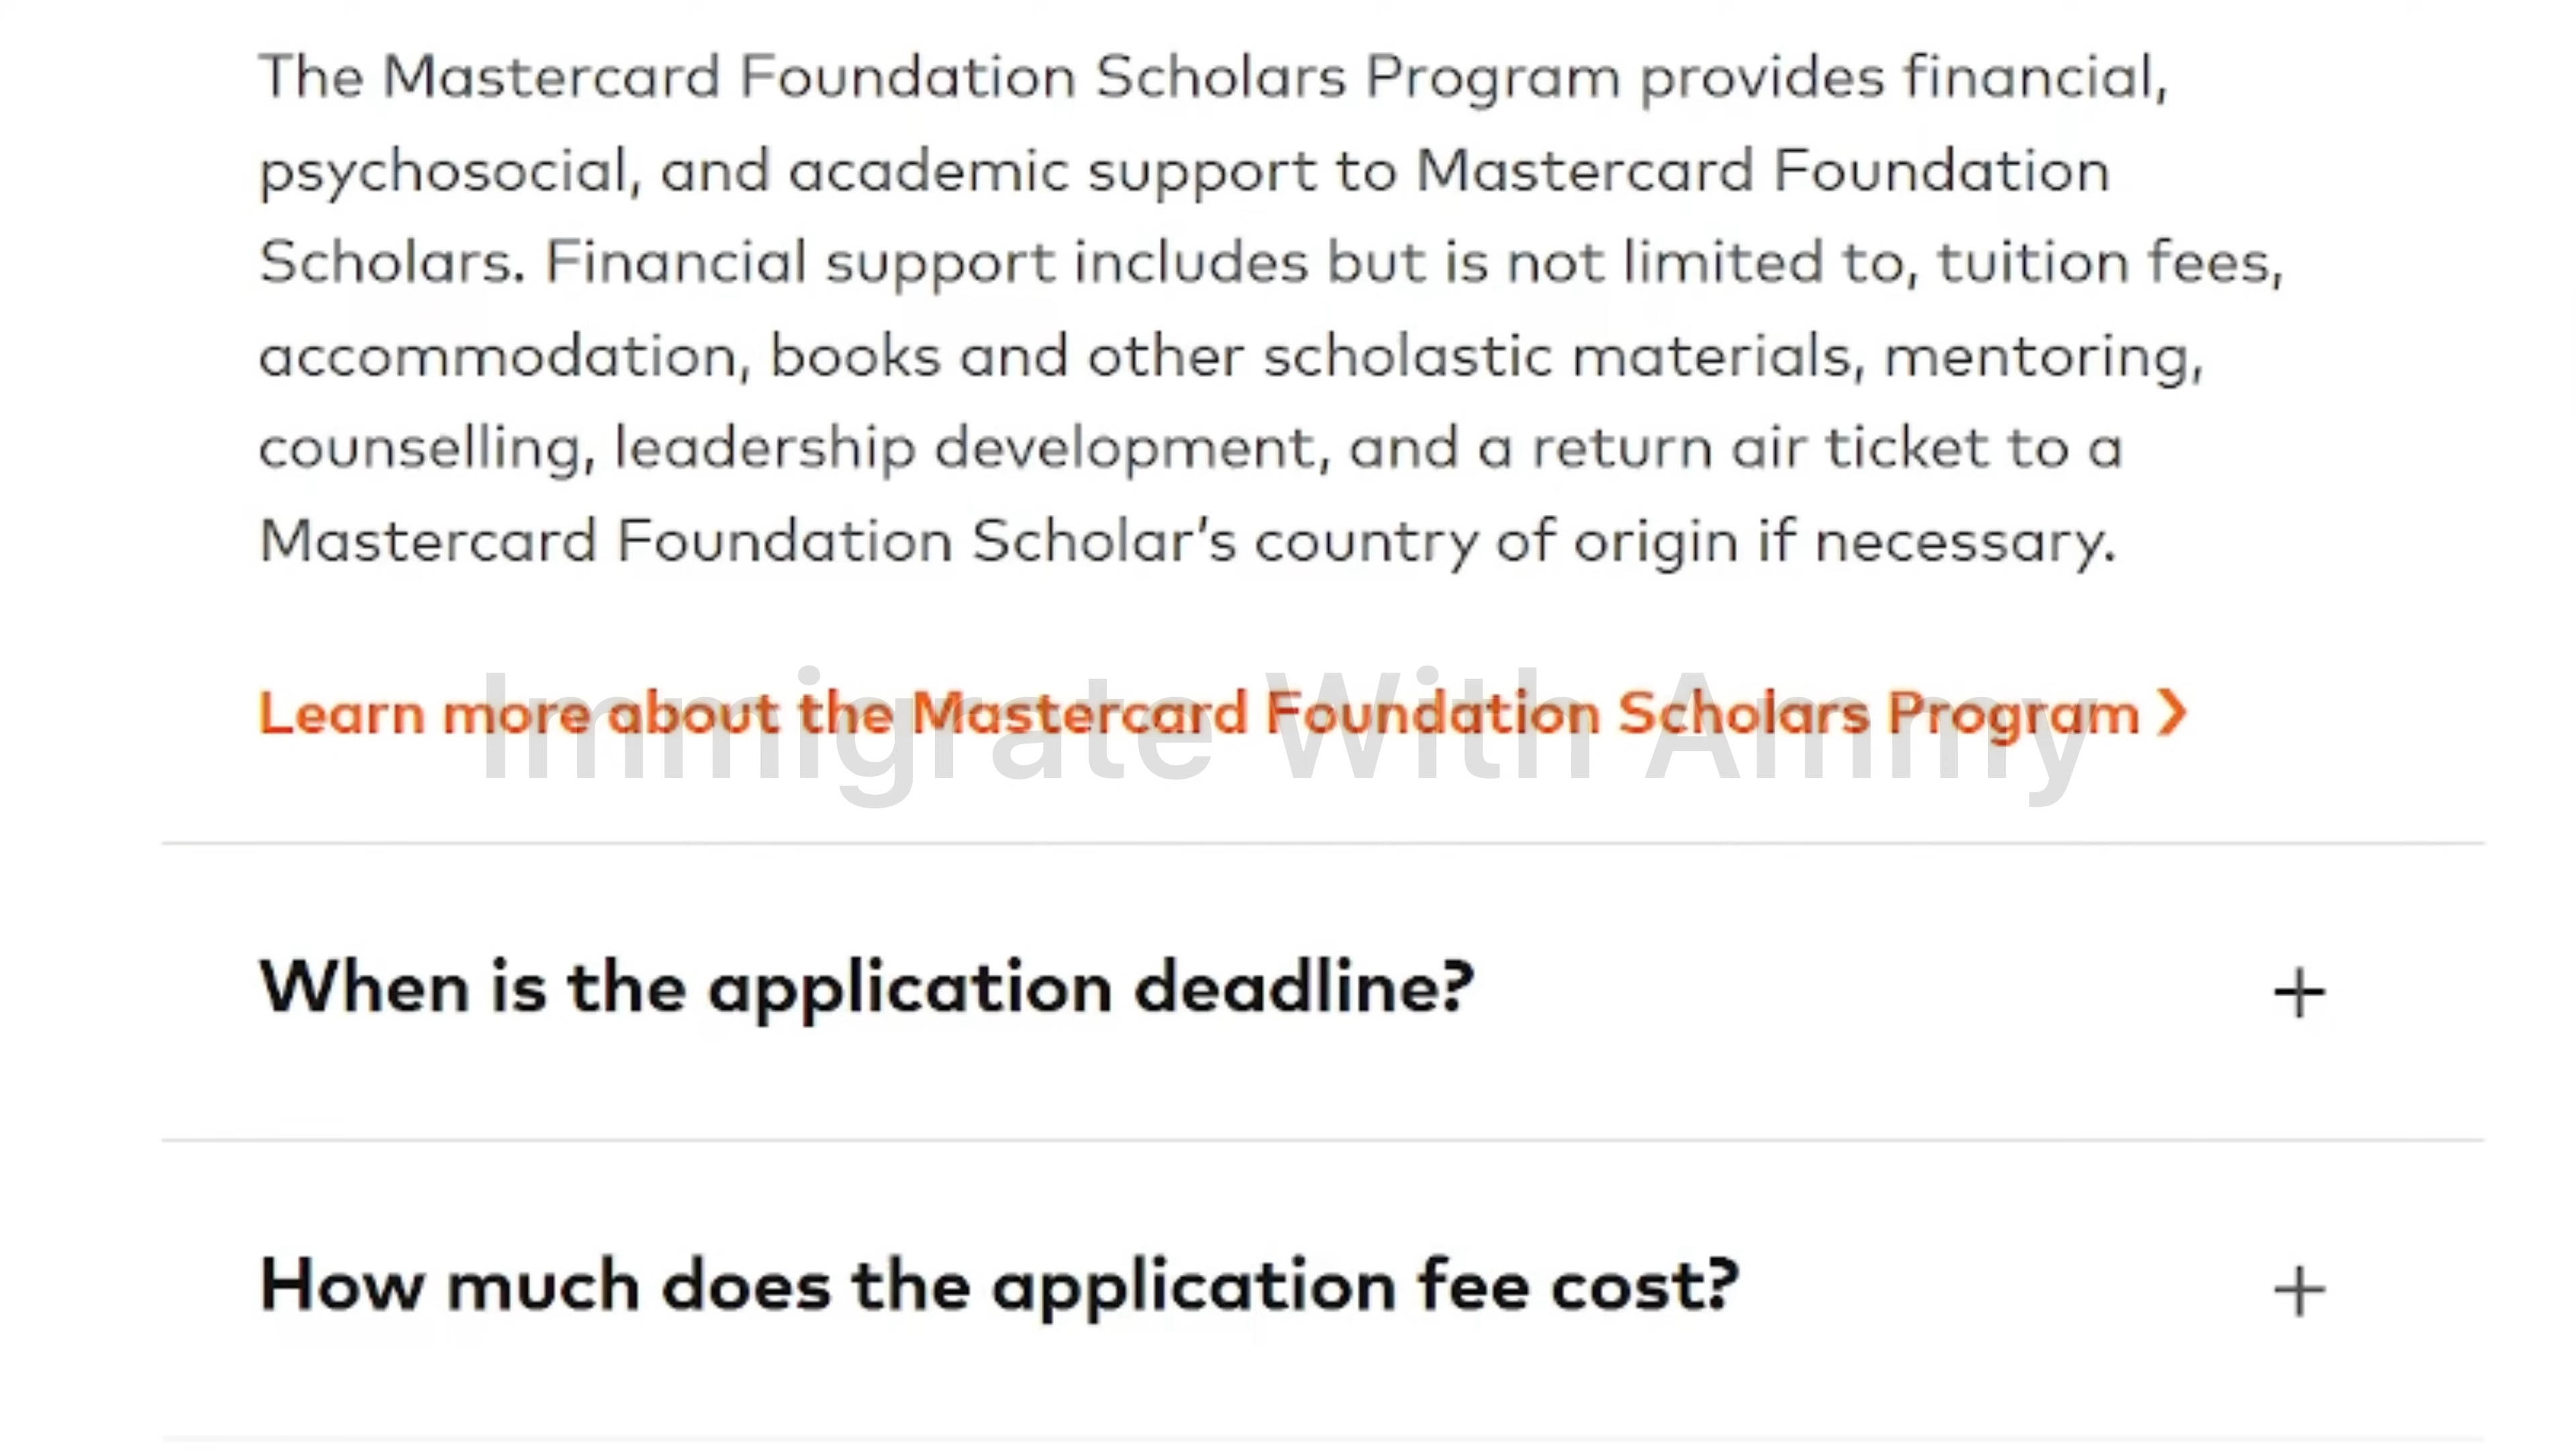 The Mastercard Foundation Scholars Program provides financial,
psychosocial, and academic support to Mastercard Foundation
Scholars. Financial support includes but is not limited to, tuition fees,
accommodation, books and other scholastic materials, mentoring,
counselling, leadership development, and a return air ticket to a
Mastercard Foundation Scholar’s country of origin if necessary.
Learn more about the Mastercard Foundation Scholars Program ❯
Immigrate With Ammy
When is the application deadline? +
How much does the application fee cost? +